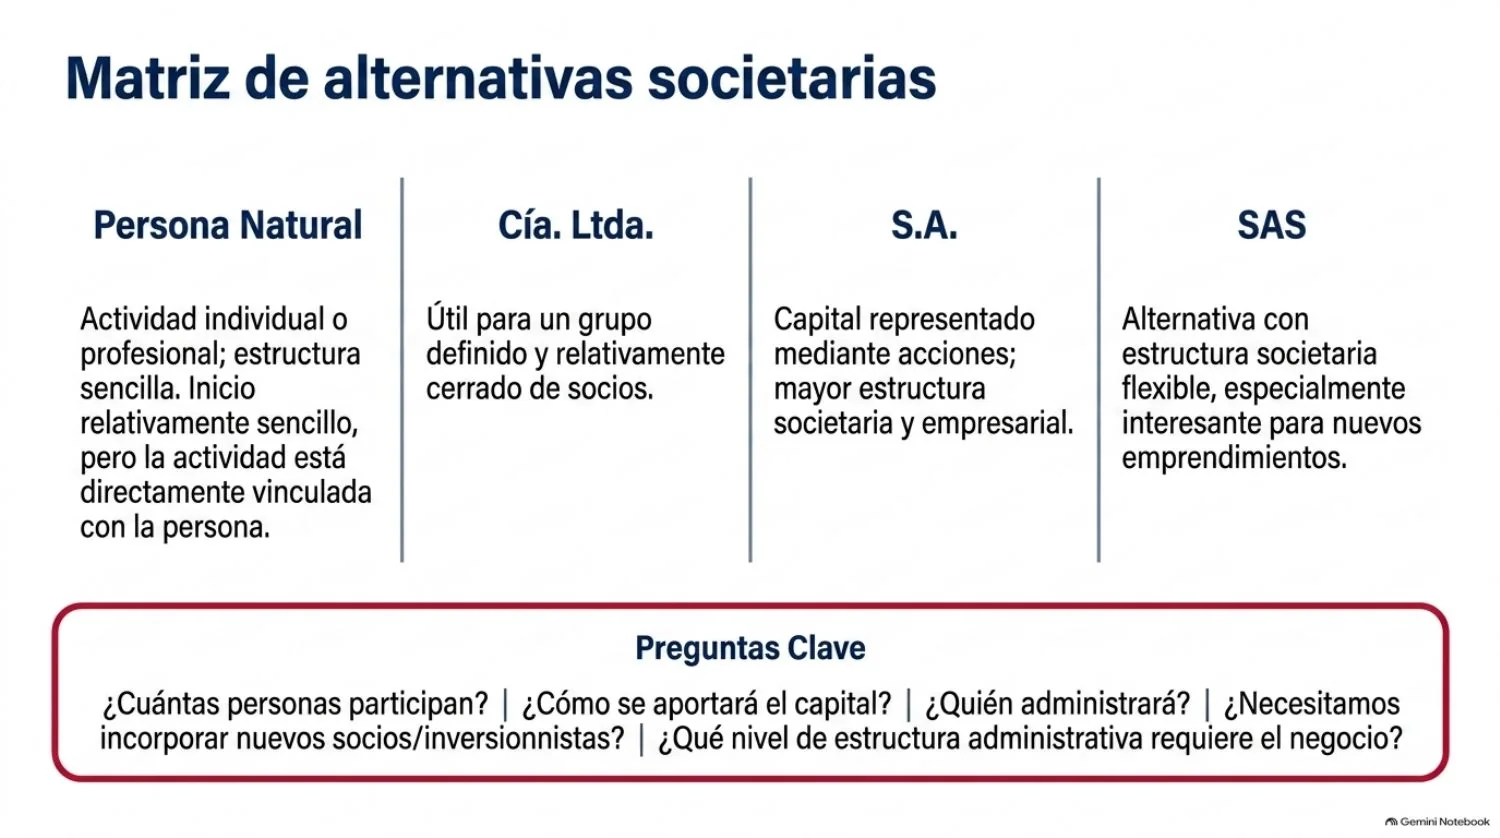 Matriz de alternativas societarias
Persona Natural
Actividad individual o
profesional; estructura
sencilla. Inicio
relativamente sencillo,
pero la actividad está
directamente vinculada
con la persona.
Cía. Ltda.
Útil para un grupo
definido y relativamente
cerrado de socios.
S.A.
Capital representado
mediante acciones;
mayor estructura
societaria y empresarial.
SAS
Alternativa con
estructura societaria
flexible, especialmente
interesante para nuevos
emprendimientos.
Preguntas Clave
¿Cuántas personas participan? | ¿Cómo se aportará el capital? | ¿Quién administrará? | ¿Necesitamos
incorporar nuevos socios/inversionnistas? | ¿Qué nivel de estructura administrativa requiere el negocio?
Gemini Notebook